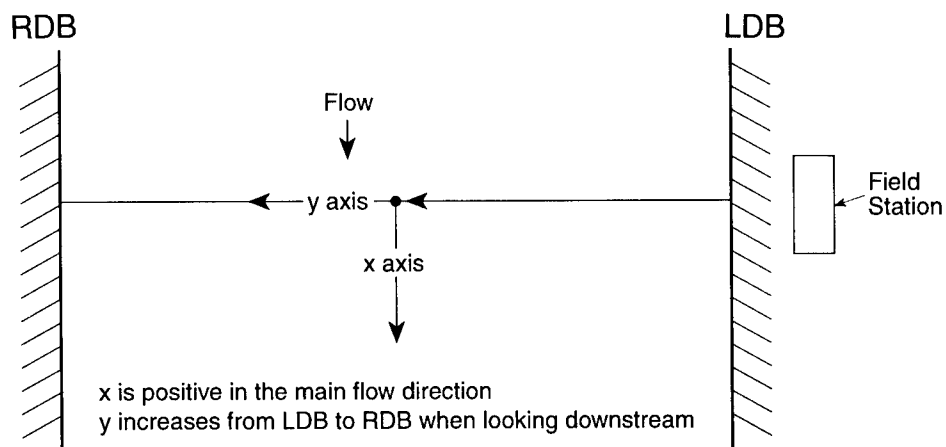 RDB
LDB
Flow
y axis
Field
Station
x axis
x is positive in the main flow direction
y increases from LDB to RDB when looking downstream